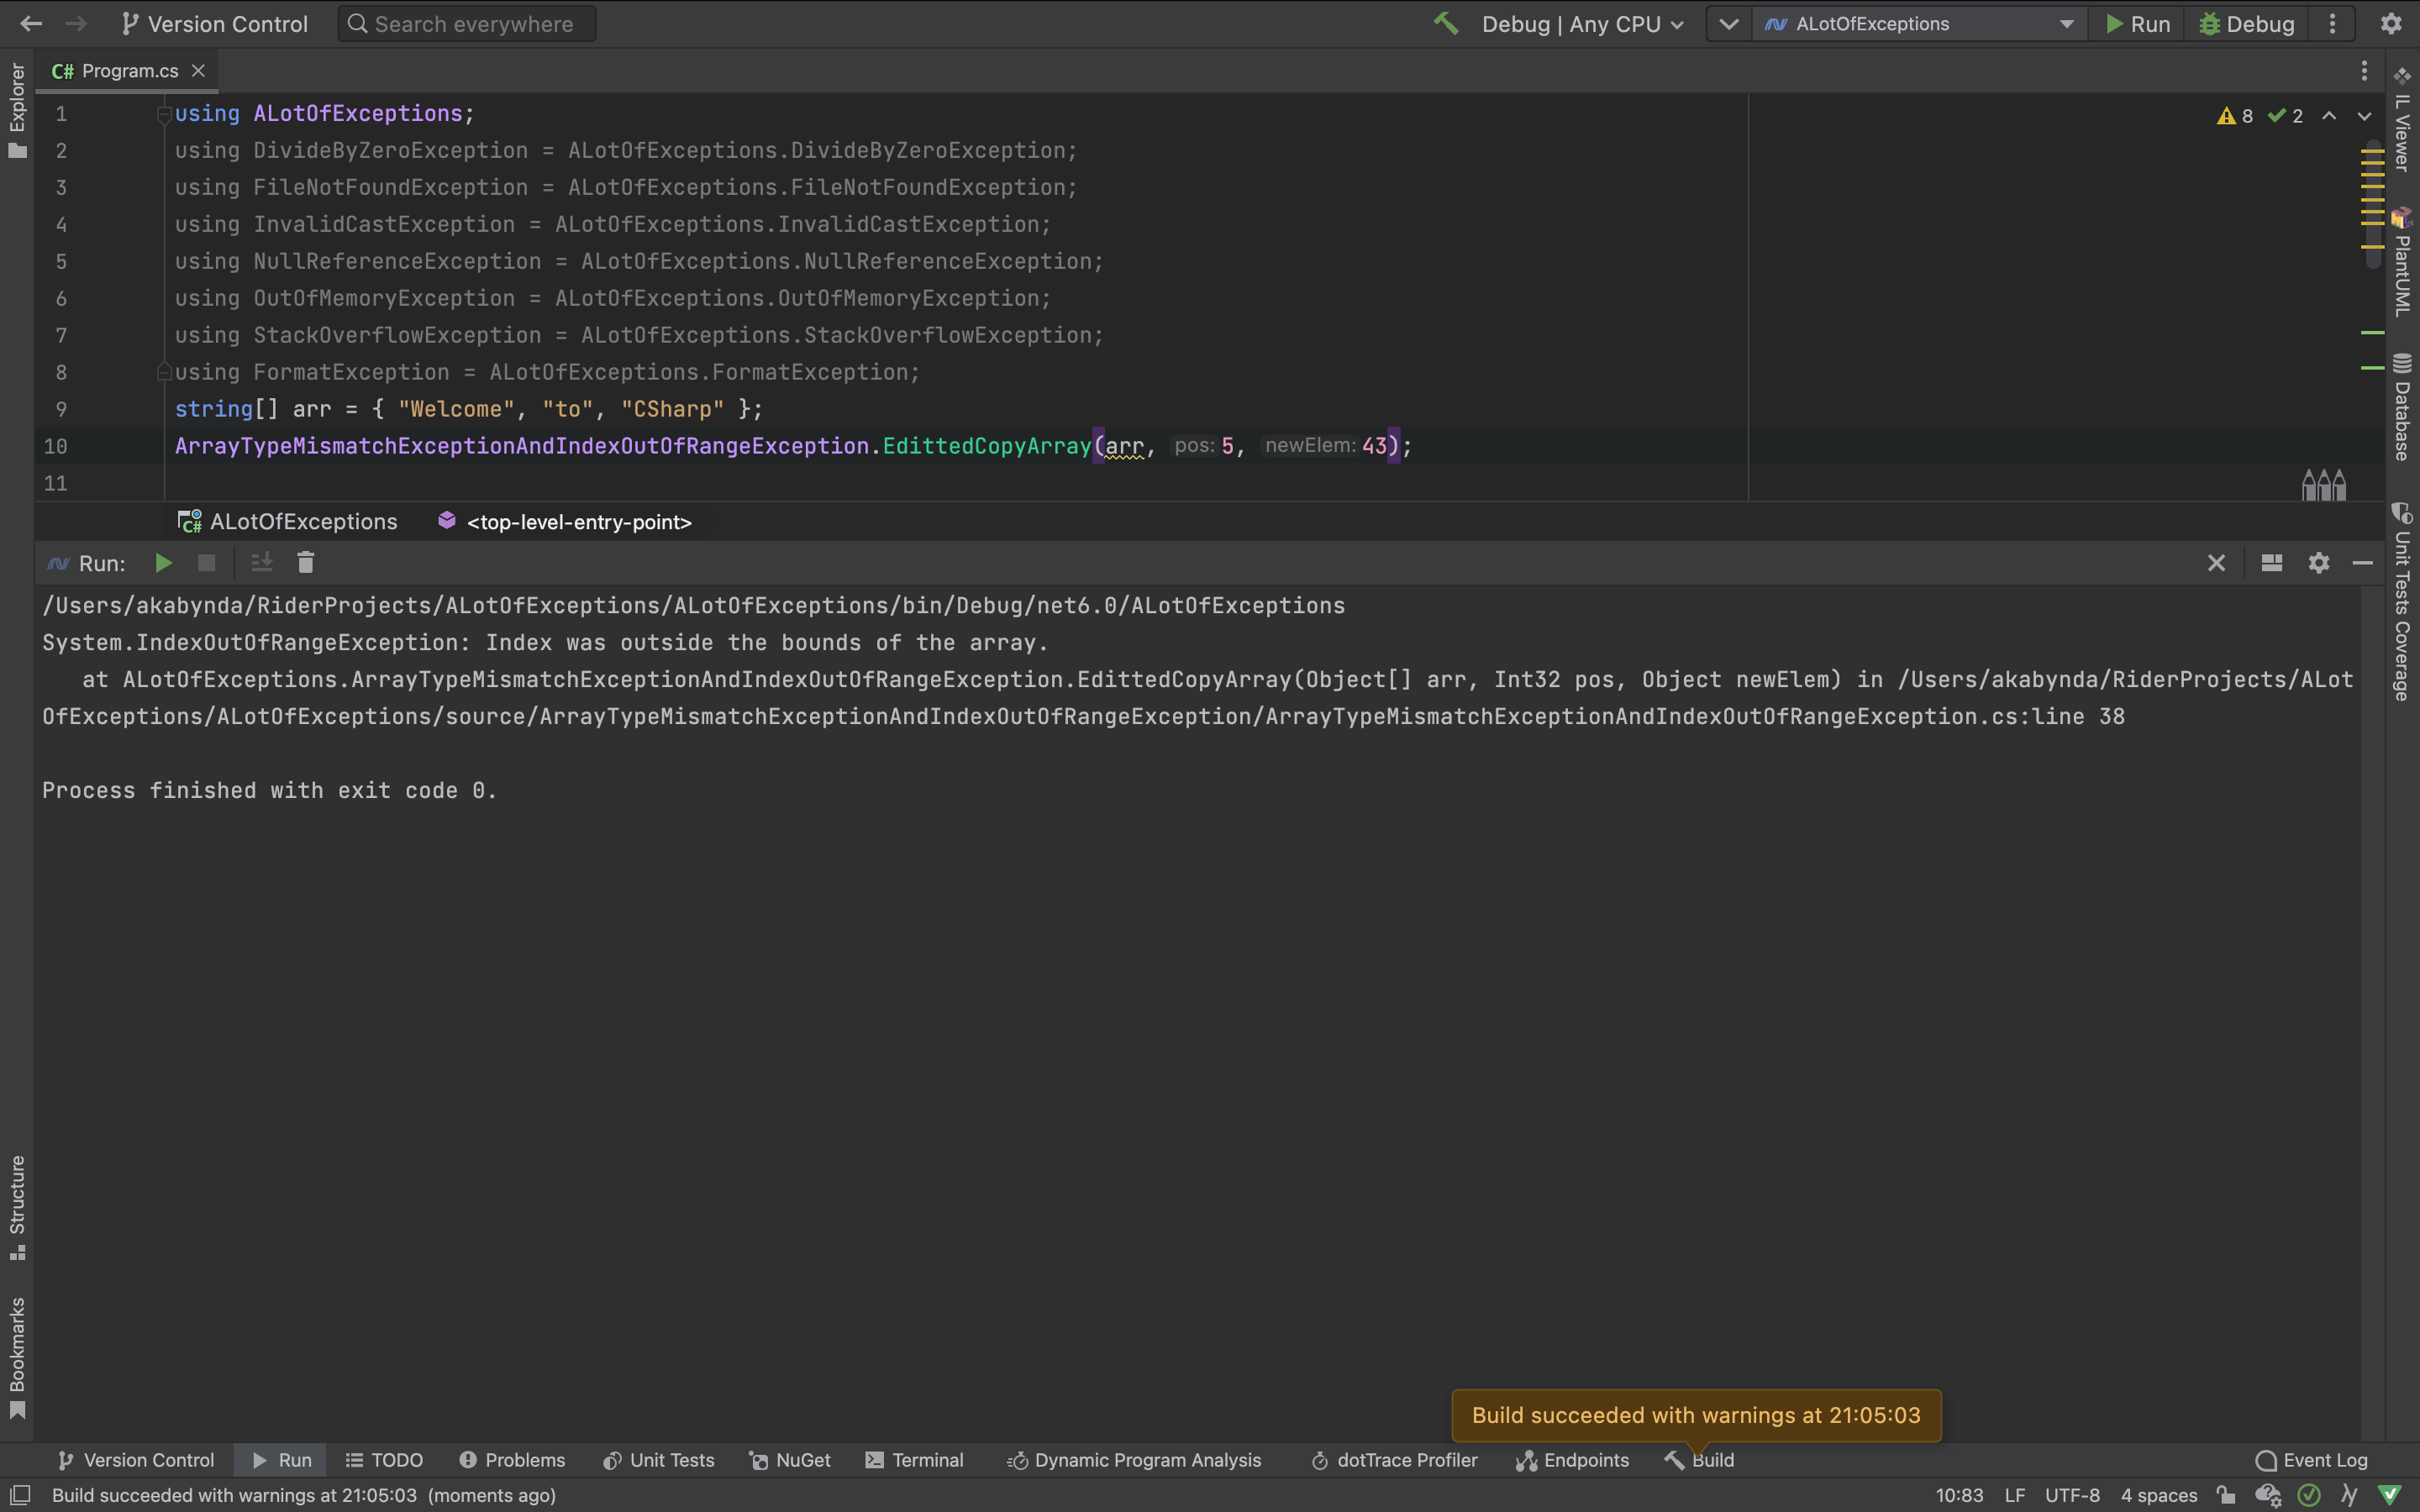 Version Control Search everywhere Debug | Any CPU ALotOfExceptions Run Debug
C# Program.cs
8 2
1 using ALotOfExceptions;
2 using DivideByZeroException = ALotOfExceptions.DivideByZeroException;
3 using FileNotFoundException = ALotOfExceptions.FileNotFoundException;
4 using InvalidCastException = ALotOfExceptions.InvalidCastException;
5 using NullReferenceException = ALotOfExceptions.NullReferenceException;
6 using OutOfMemoryException = ALotOfExceptions.OutOfMemoryException;
7 using StackOverflowException = ALotOfExceptions.StackOverflowException;
8 using FormatException = ALotOfExceptions.FormatException;
9 string[] arr = { "Welcome", "to", "CSharp" };
10 ArrayTypeMismatchExceptionAndIndexOutOfRangeException.EdittedCopyArray(arr, pos: 5, newElem: 43);
11
C# ALotOfExceptions <top-level-entry-point>
Run:
/Users/akabynda/RiderProjects/ALotOfExceptions/ALotOfExceptions/bin/Debug/net6.0/ALotOfExceptions
System.IndexOutOfRangeException: Index was outside the bounds of the array.
at ALotOfExceptions.ArrayTypeMismatchExceptionAndIndexOutOfRangeException.EdittedCopyArray(Object[] arr, Int32 pos, Object newElem) in /Users/akabynda/RiderProjects/ALot
OfExceptions/ALotOfExceptions/source/ArrayTypeMismatchExceptionAndIndexOutOfRangeException/ArrayTypeMismatchExceptionAndIndexOutOfRangeException.cs:line 38
Process finished with exit code 0.
Explorer
Structure
Bookmarks
IL Viewer
PlantUML
Database
Unit Tests Coverage
Build succeeded with warnings at 21:05:03
Version Control Run TODO Problems Unit Tests NuGet Terminal Dynamic Program Analysis dotTrace Profiler Endpoints Build Event Log
Build succeeded with warnings at 21:05:03 (moments ago) 10:83 LF UTF-8 4 spaces